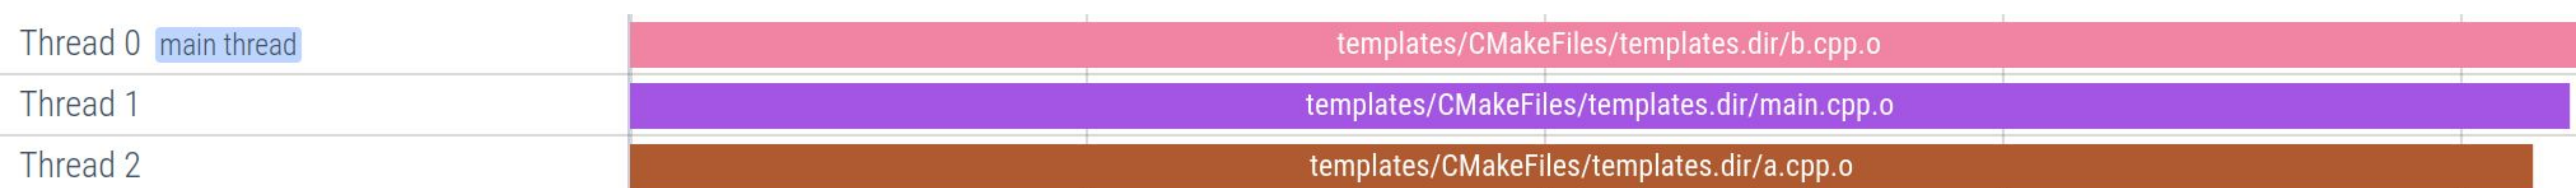 Thread 0 main thread templates/CMakeFiles/templates.dir/b.cpp.o
Thread 1 templates/CMakeFiles/templates.dir/main.cpp.o
Thread 2 templates/CMakeFiles/templates.dir/a.cpp.o